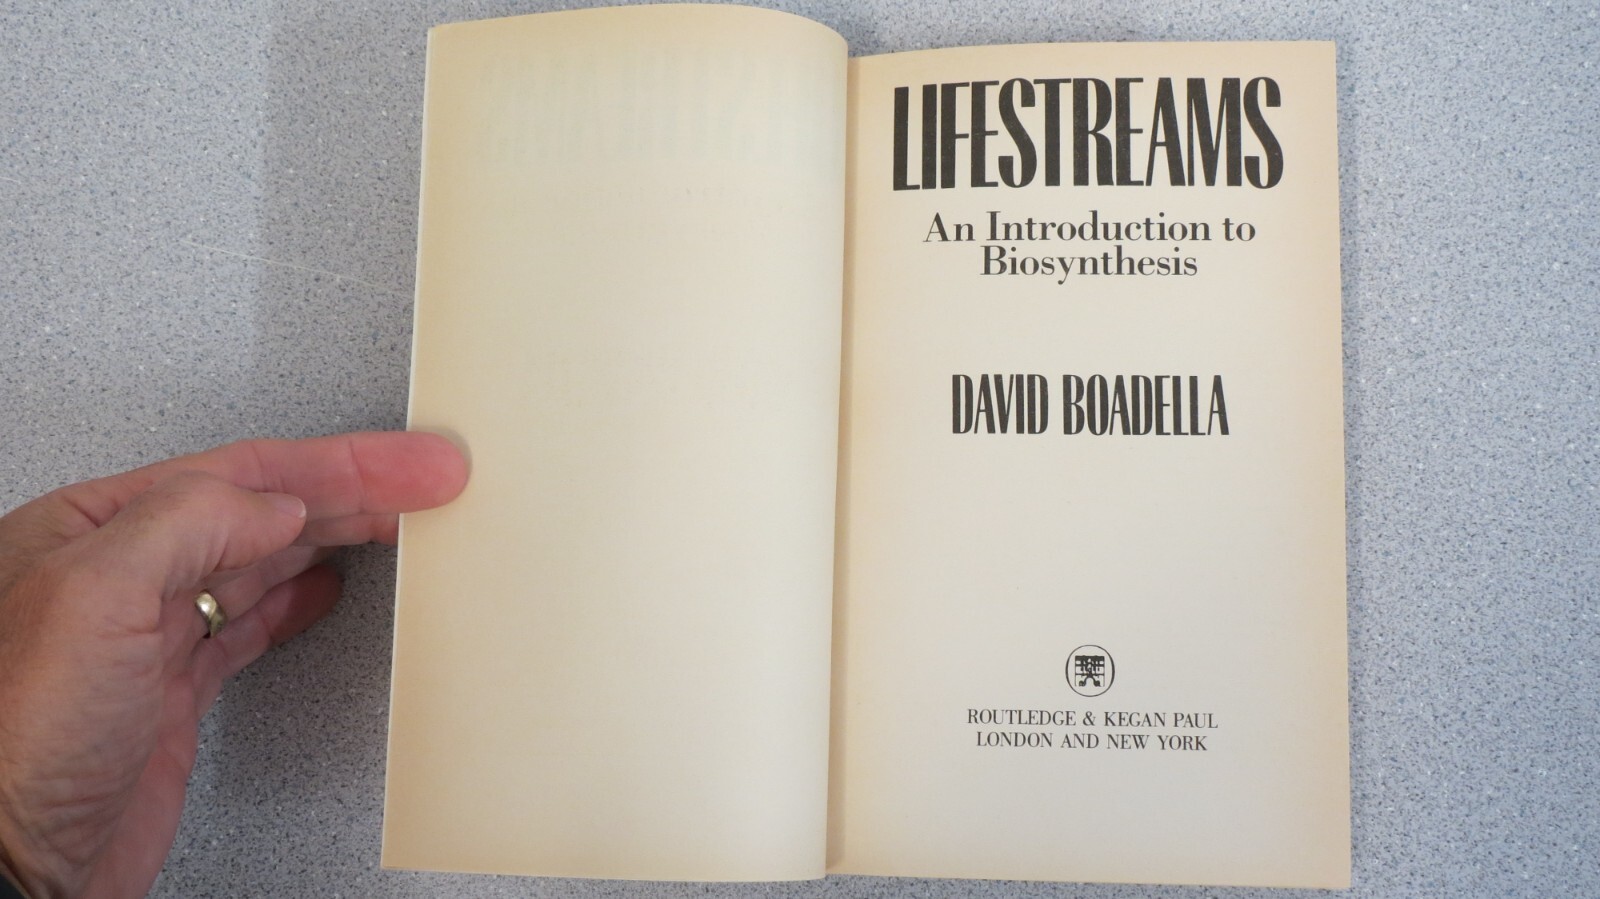 LIFESTREAMS
An Introduction to
Biosynthesis
DAVID BOADELLA
ROUTLEDGE & KEGAN PAUL
LONDON AND NEW YORK